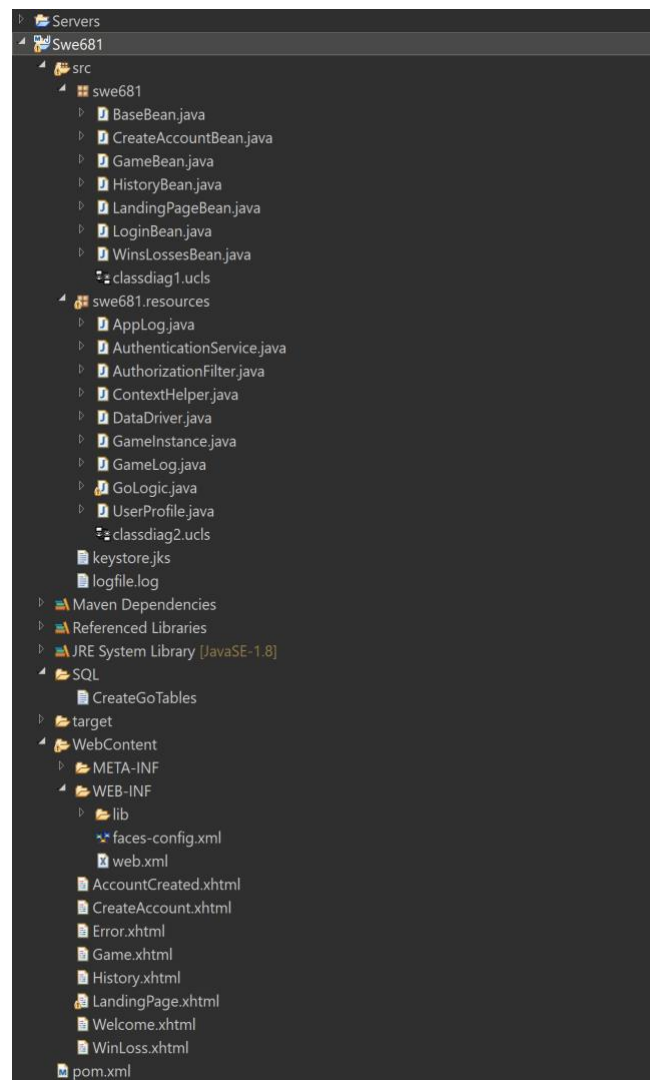 Servers
Swe681
src
swe681
BaseBean.java
CreateAccountBean.java
GameBean.java
HistoryBean.java
LandingPageBean.java
LoginBean.java
WinsLossesBean.java
classdiag1.ucls
swe681.resources
AppLog.java
AuthenticationService.java
AuthorizationFilter.java
ContextHelper.java
DataDriver.java
GameInstance.java
GameLog.java
GoLogic.java
UserProfile.java
classdiag2.ucls
keystore.jks
logfile.log
Maven Dependencies
Referenced Libraries
JRE System Library [JavaSE-1.8]
SQL
CreateGoTables
target
WebContent
META-INF
WEB-INF
lib
faces-config.xml
web.xml
AccountCreated.xhtml
CreateAccount.xhtml
Error.xhtml
Game.xhtml
History.xhtml
LandingPage.xhtml
Welcome.xhtml
WinLoss.xhtml
pom.xml